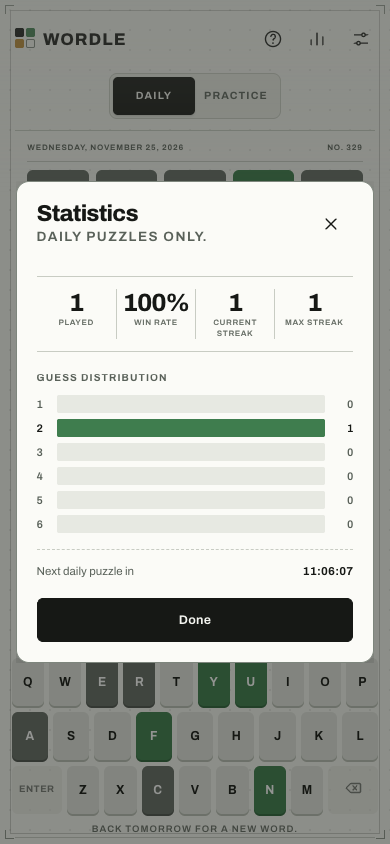 WORDLE
DAILY PRACTICE
WEDNESDAY, NOVEMBER 25, 2026 NO. 329
Statistics
DAILY PUZZLES ONLY.
1 100% 1 1
PLAYED WIN RATE CURRENT STREAK MAX STREAK
GUESS DISTRIBUTION
1 0
2 1
3 0
4 0
5 0
6 0
Next daily puzzle in 11:06:07
Done
Q W E R T Y U I O P
A S D F G H J K L
ENTER Z X C V B N M
BACK TOMORROW FOR A NEW WORD.